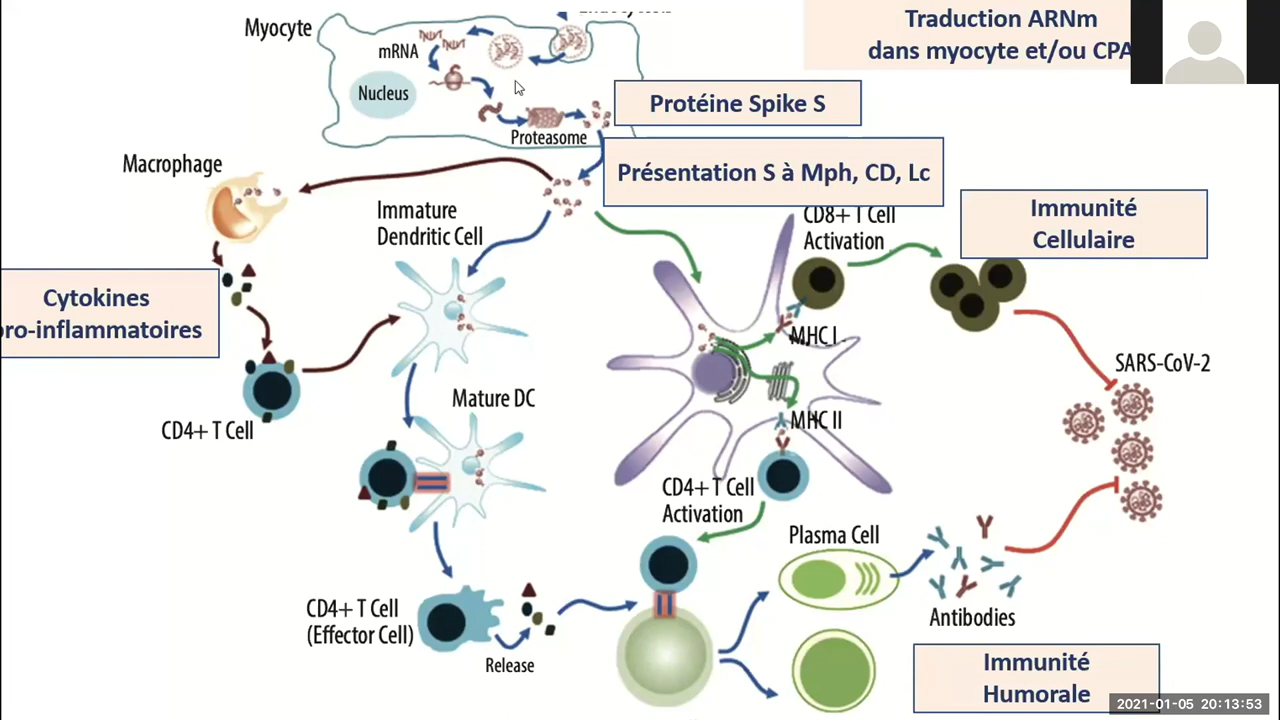 Traduction ARNm
dans myocyte et/ou CPA
Myocyte
mRNA
Nucleus
Proteasome
Protéine Spike S
Présentation S à Mph, CD, Lc
Macrophage
Immature
Dendritic Cell
CD8+ T Cell
Activation
Immunité
Cellulaire
Cytokines
pro-inflammatoires
MHC I
SARS-CoV-2
CD4+ T Cell
Mature DC
MHC II
CD4+ T Cell
Activation
Plasma Cell
CD4+ T Cell
(Effector Cell)
Release
Antibodies
Immunité
Humorale
2021-01-05 20:13:53